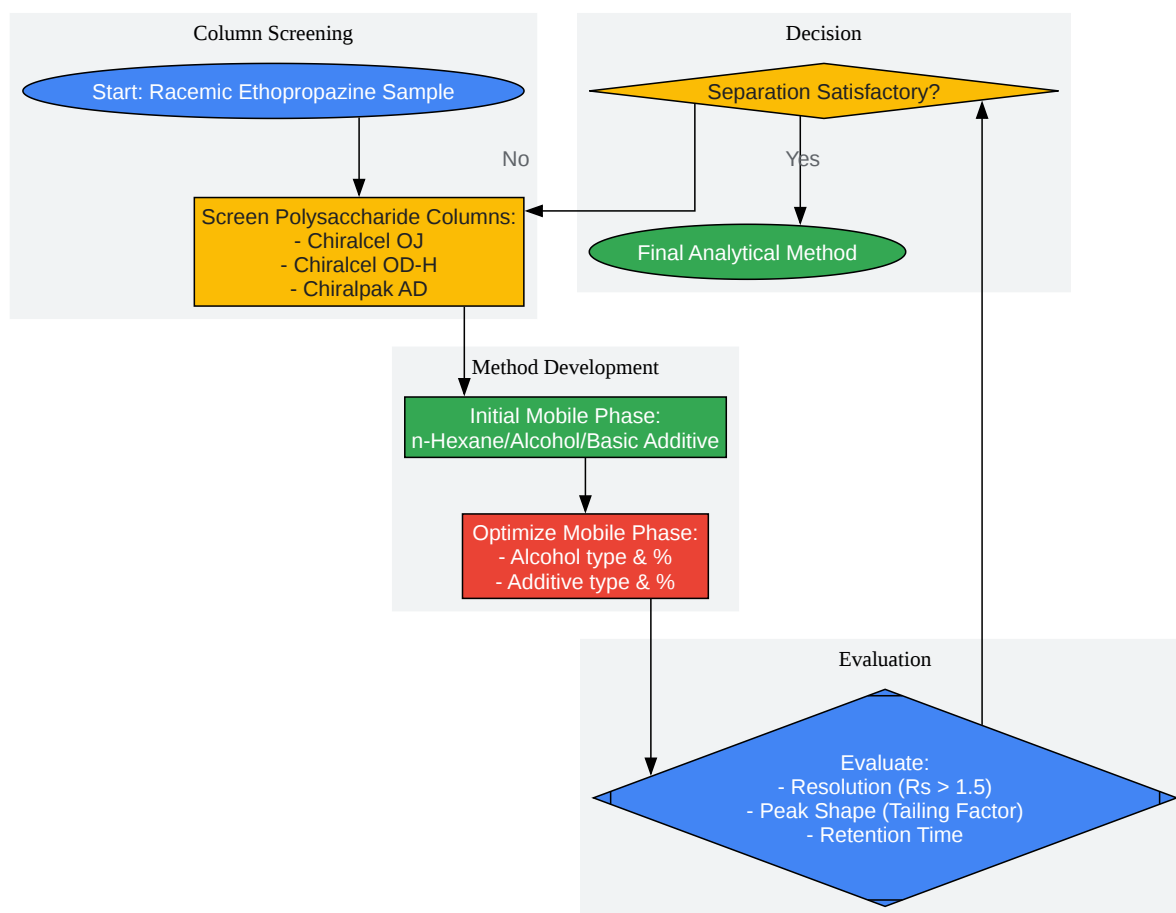 Column Screening
Start: Racemic Ethopropazine Sample
Screen Polysaccharide Columns:
- Chiralcel OJ
- Chiralcel OD-H
- Chiralpak AD
Decision
Separation Satisfactory?
No
Yes
Final Analytical Method
Method Development
Initial Mobile Phase:
n-Hexane/Alcohol/Basic Additive
Optimize Mobile Phase:
- Alcohol type & %
- Additive type & %
Evaluation
Evaluate:
- Resolution (Rs > 1.5)
- Peak Shape (Tailing Factor)
- Retention Time